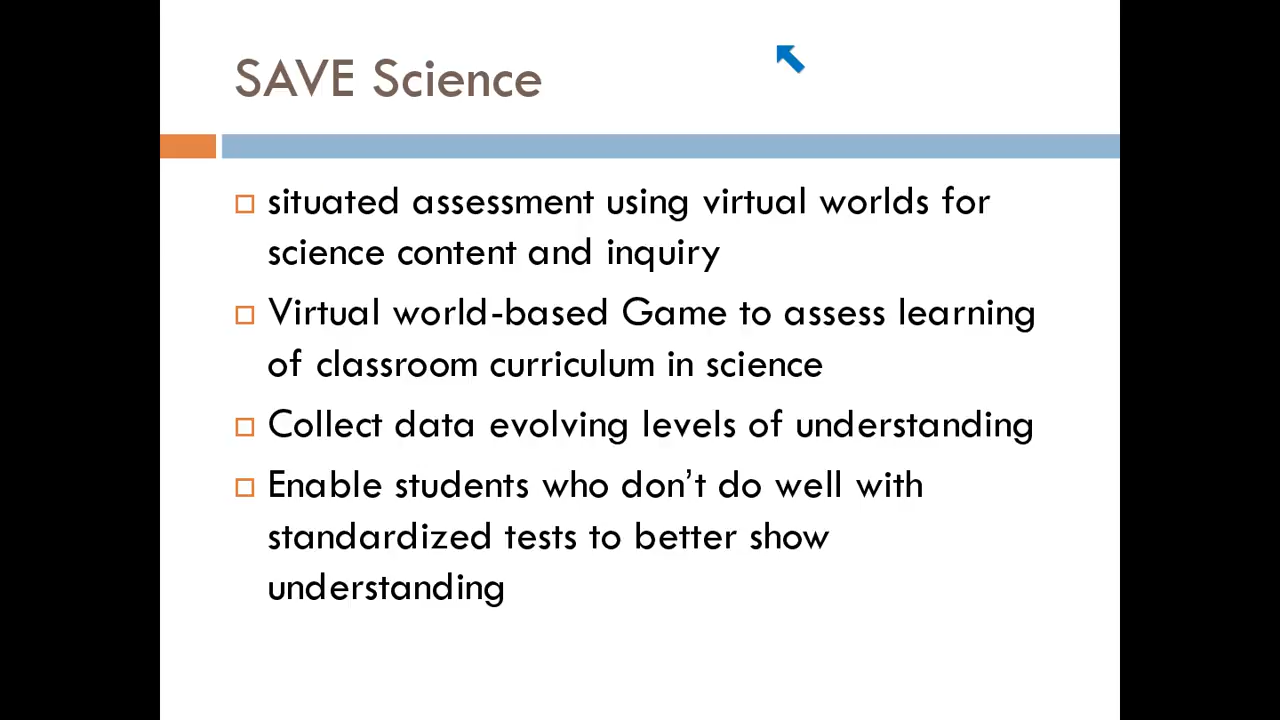 SAVE Science
situated assessment using virtual worlds for
science content and inquiry
Virtual world-based Game to assess learning
of classroom curriculum in science
Collect data evolving levels of understanding
Enable students who don’t do well with
standardized tests to better show
understanding